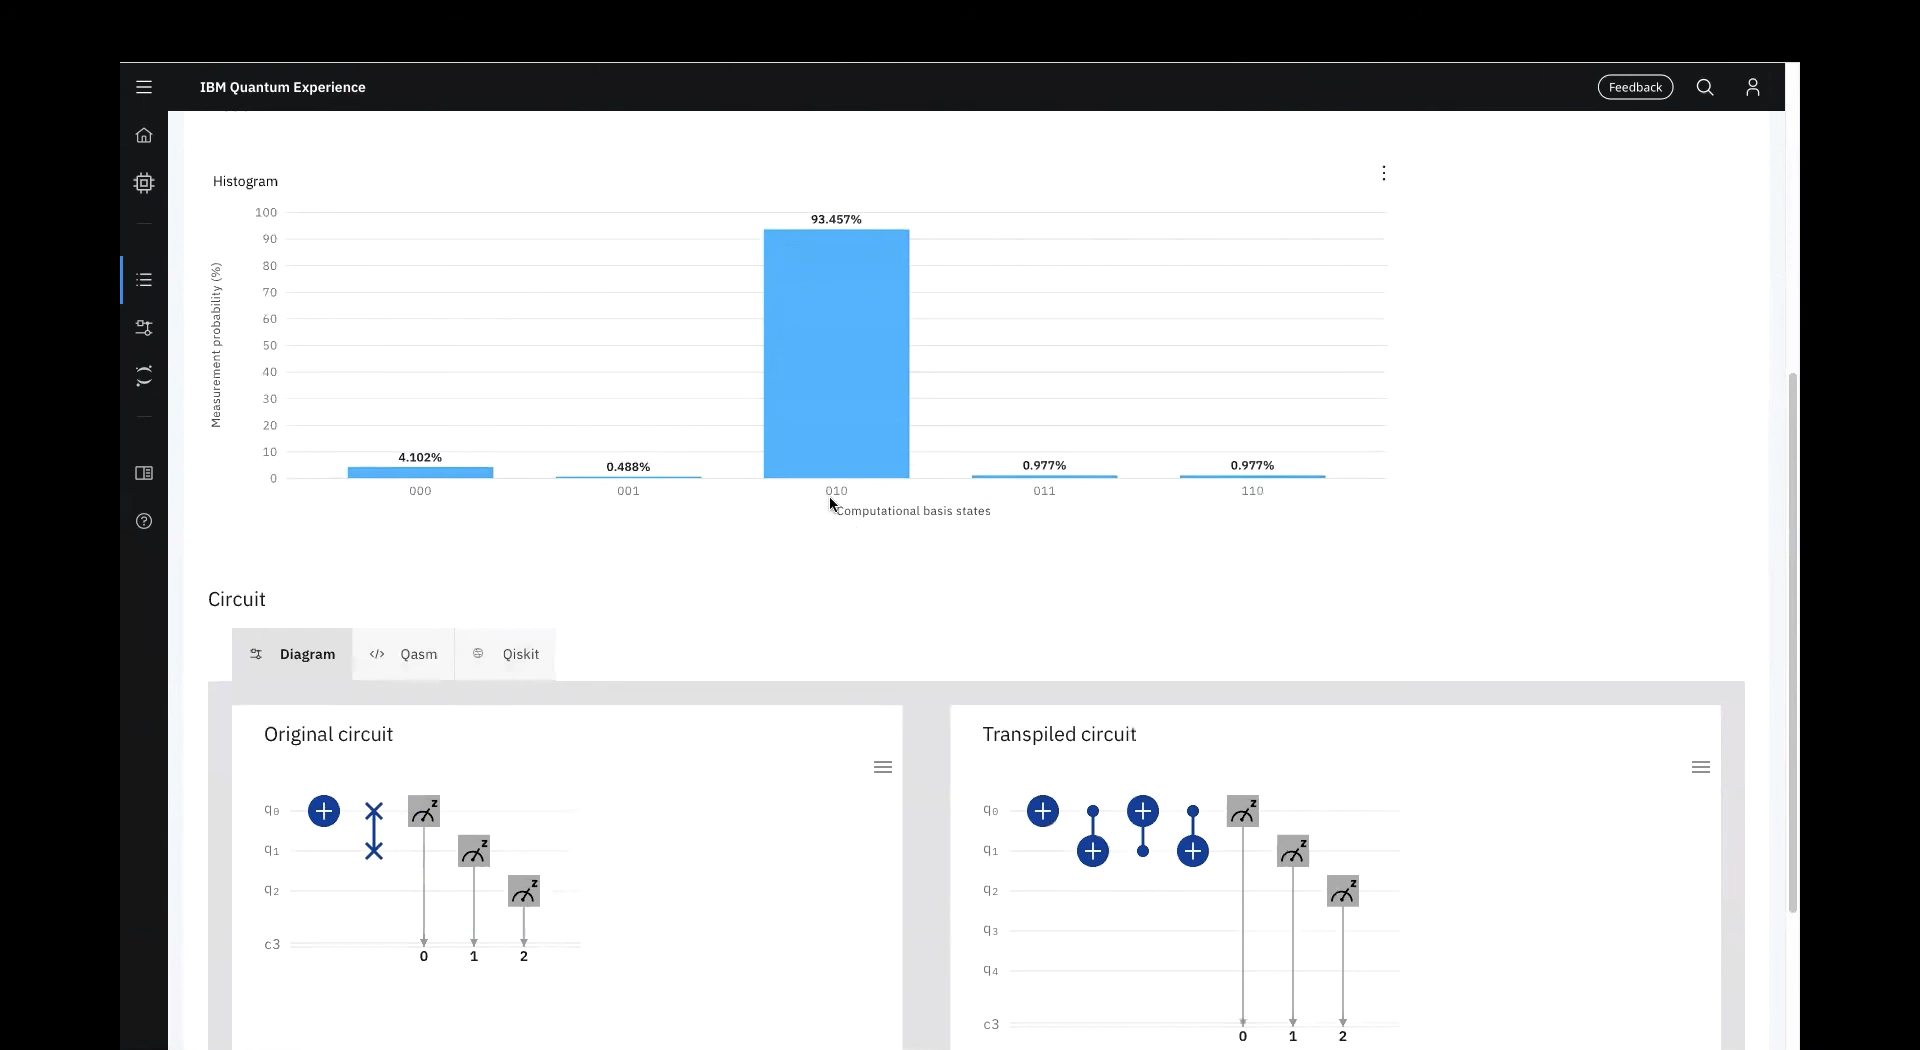 IBM Quantum Experience
Feedback
Histogram
Measurement probability (%)
100
90
80
70
60
50
40
30
20
10
0
4.102%
0.488%
93.457%
0.977%
0.977%
000
001
010
011
110
Computational basis states
Circuit
Diagram
</> Qasm
Qiskit
Original circuit
q0
z
q1
z
q2
z
c3
0 1 2
Transpiled circuit
q0
z
q1
z
q2
z
q3
q4
c3
0 1 2